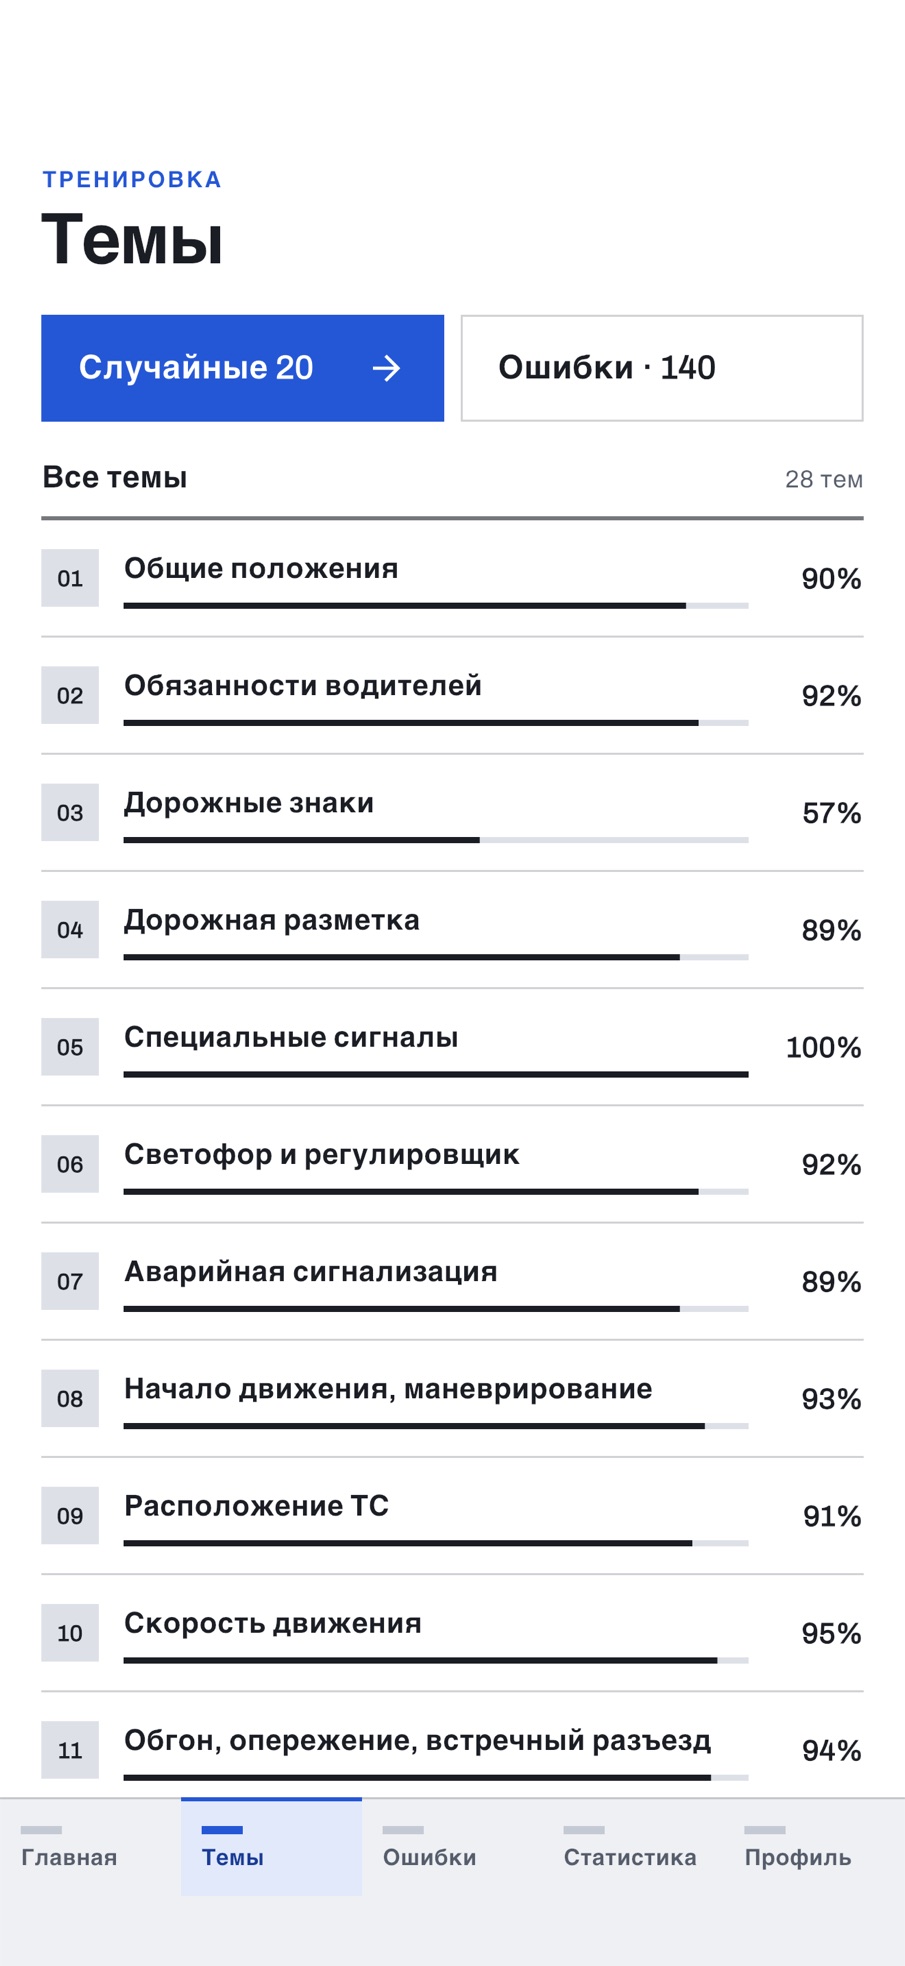 ТРЕНИРОВКА
Темы
Случайные 20 →
Ошибки · 140
Все темы
28 тем
01 Общие положения 90%
02 Обязанности водителей 92%
03 Дорожные знаки 57%
04 Дорожная разметка 89%
05 Специальные сигналы 100%
06 Светофор и регулировщик 92%
07 Аварийная сигнализация 89%
08 Начало движения, маневрирование 93%
09 Расположение ТС 91%
10 Скорость движения 95%
11 Обгон, опережение, встречный разъезд 94%
Главная Темы Ошибки Статистика Профиль